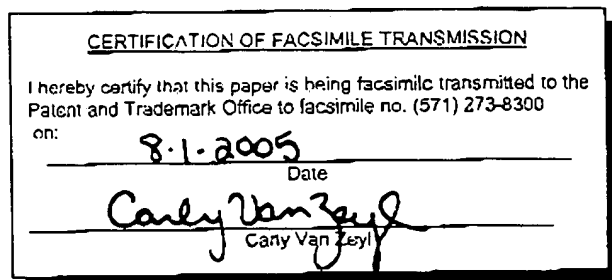 CERTIFICATION OF FACSIMILE TRANSMISSION
I hereby certify that this paper is being facsimile transmitted to the
Patent and Trademark Office to facsimile no. (571) 273-8300
on:
8.1.2005
Date
Carly Van Zeyl
Carly Van Zeyl